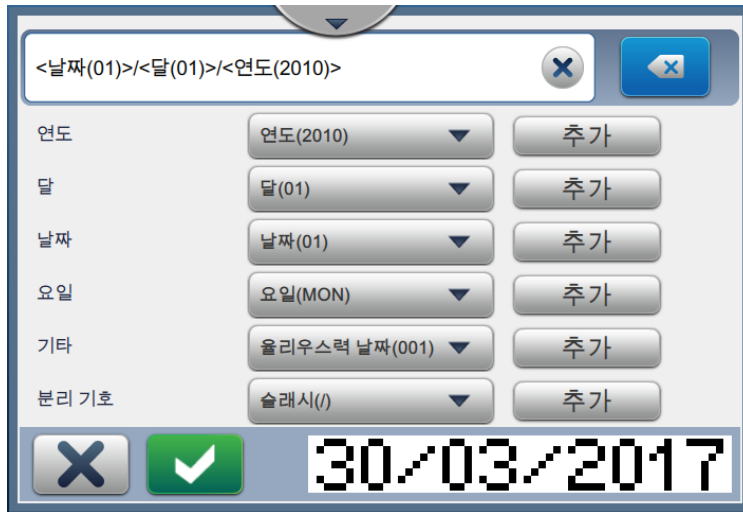 <날짜(01)>/<달(01)>/<연도(2010)>
연도 연도(2010) 추가
달 달(01) 추가
날짜 날짜(01) 추가
요일 요일(MON) 추가
기타 율리우스력 날짜(001) 추가
분리 기호 슬래시(/) 추가
30/03/2017